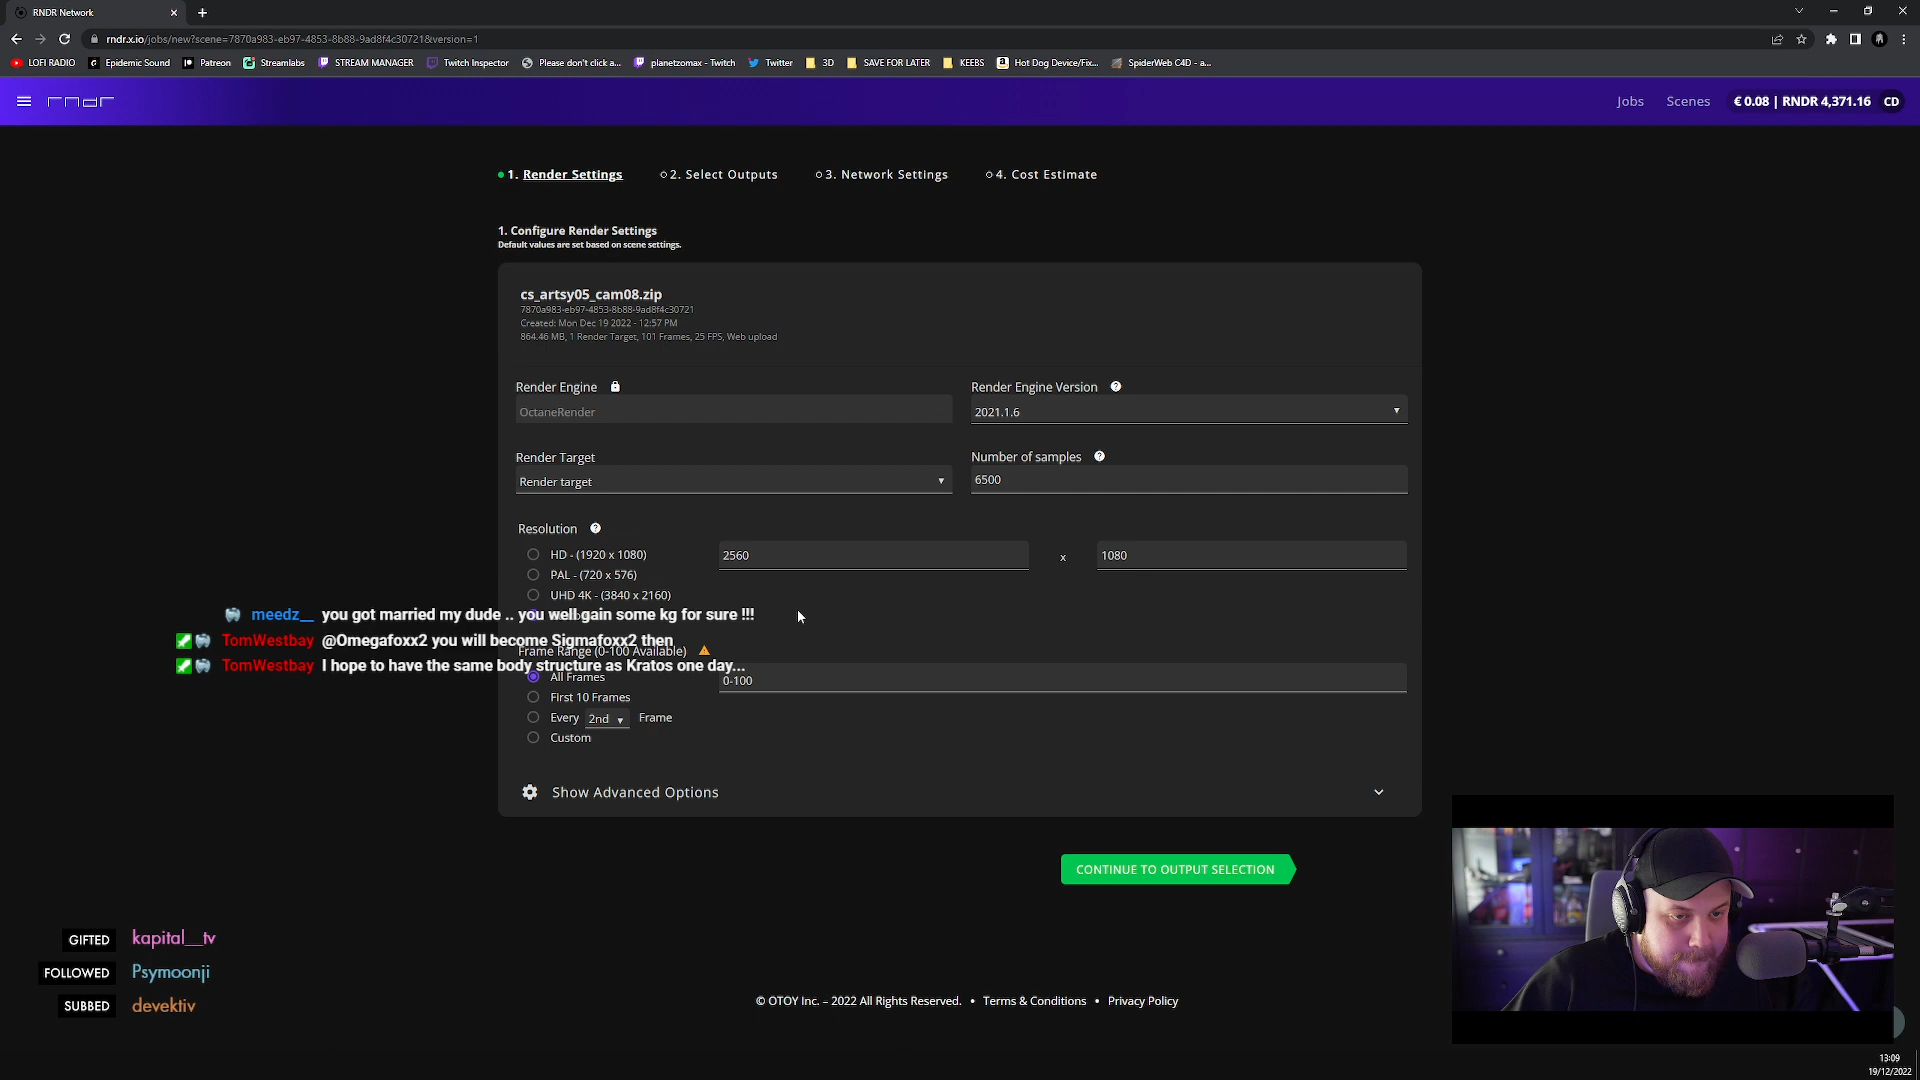 RNDR Network
rndr.x.io/jobs/new?scene=7870a983-eb97-4853-8b88-9ad8f4c30721&version=1
LOFI RADIO
Epidemic Sound
Patreon
Streamlabs
STREAM MANAGER
Twitch Inspector
Please don't click a...
planetzomax - Twitch
Twitter
3D
SAVE FOR LATER
KEEBS
Hot Dog Device/Fix...
SpiderWeb C4D - a...
rndr
Jobs
Scenes
€ 0.08 | RNDR 4,371.16
CD
1. Render Settings
2. Select Outputs
3. Network Settings
4. Cost Estimate
1. Configure Render Settings
Default values are set based on scene settings.
cs_artsy05_cam08.zip
7870a983-eb97-4853-8b88-9ad8f4c30721
Created: Mon Dec 19 2022 - 12:57 PM
864.46 MB, 1 Render Target, 101 Frames, 25 FPS, Web upload
Render Engine
Render Engine Version
OctaneRender
2021.1.6
Render Target
Number of samples
Render target
6500
Resolution
HD - (1920 x 1080)
2560
x
1080
PAL - (720 x 576)
UHD 4K - (3840 x 2160)
meedz__ you got married my dude .. you well gain some kg for sure !!!
TomWestbay @Omegafoxx2 you will become Sigmafoxx2 then
Frame Range (0-100 Available)
TomWestbay I hope to have the same body structure as Kratos one day...
All Frames
0-100
First 10 Frames
Every 2nd Frame
Custom
Show Advanced Options
CONTINUE TO OUTPUT SELECTION
GIFTED kapital__tv
FOLLOWED Psymoonji
SUBBED devektiv
© OTOY Inc. – 2022 All Rights Reserved. • Terms & Conditions • Privacy Policy
13:09
19/12/2022